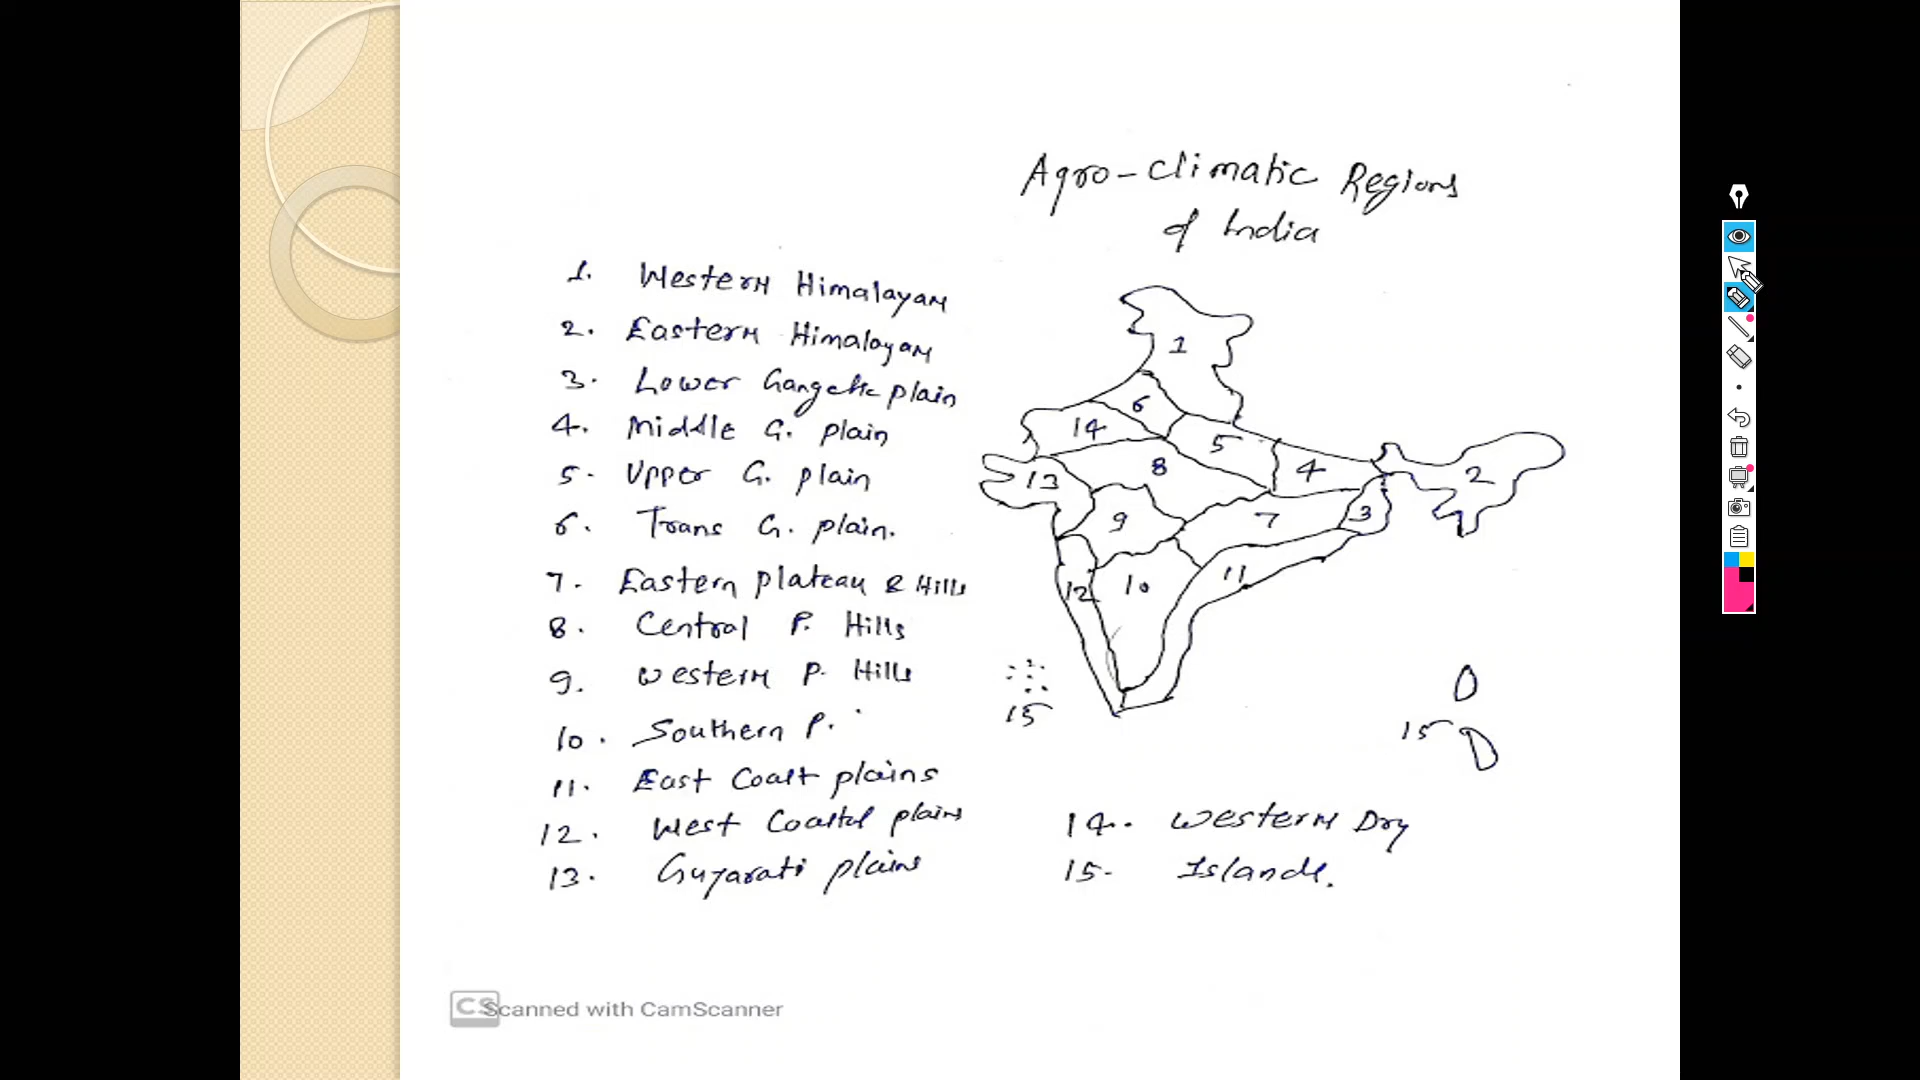 Agro-Climatic Regions
of India
1. Western Himalayan
2. Eastern Himalayan
3. Lower Gangetic plain
4. Middle G. plain
5. Upper G. plain
6. Trans G. plain.
7. Eastern plateau & Hills
8. Central P. Hills
9. Western P. Hills
10. Southern P.
11. East Coast plains
12. West Coastal plains
13. Gujarati plains
14. Western Dry
15. Islands.
1
6
14
5
8
4
2
13
9
7
3
12
10
11
15
15
CS Scanned with CamScanner